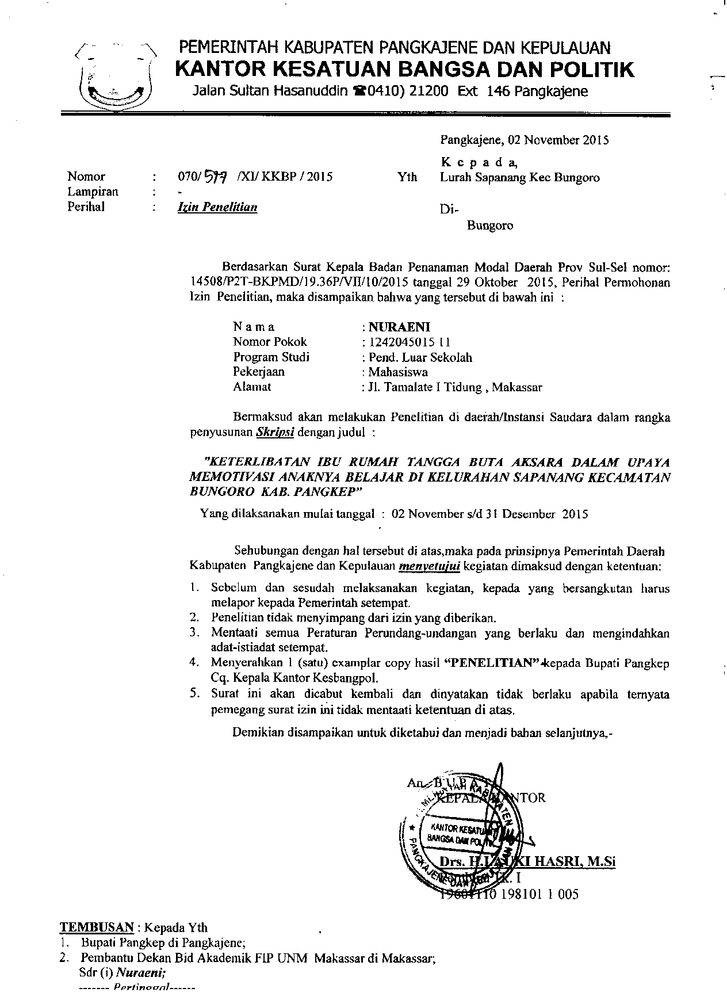 PEMERINTAH KABUPATEN PANGKAJENE DAN KEPULAUAN
KANTOR KESATUAN BANGSA DAN POLITIK
Jalan Sultan Hasanuddin ☎0410) 21200 Ext 146 Pangkajene
Pangkajene, 02 November 2015
K e p a d a,
Nomor : 070/ 577 /XI/ KKBP / 2015 Yth Lurah Sapanang Kec Bungoro
Lampiran : -
Perihal : Izin Penelitian Di-
Bungoro
Berdasarkan Surat Kepala Badan Penanaman Modal Daerah Prov Sul-Sel nomor:
14508/P2T-BKPMD/19.36P/VII/10/2015 tanggal 29 Oktober 2015, Perihal Permohonan
Izin Penelitian, maka disampaikan bahwa yang tersebut di bawah ini :
N a m a : NURAENI
Nomor Pokok : 1242045015 11
Program Studi : Pend. Luar Sekolah
Pekerjaan : Mahasiswa
Alamat : Jl. Tamalate I Tidung , Makassar
Bermaksud akan melakukan Penelitian di daerah/Instansi Saudara dalam rangka
penyusunan Skripsi dengan judul :
"KETERLIBATAN IBU RUMAH TANGGA BUTA AKSARA DALAM UPAYA
MEMOTIVASI ANAKNYA BELAJAR DI KELURAHAN SAPANANG KECAMATAN
BUNGORO KAB. PANGKEP"
Yang dilaksanakan mulai tanggal : 02 November s/d 31 Desember 2015
Sehubungan dengan hal tersebut di atas,maka pada prinsipnya Pemerintah Daerah
Kabupaten Pangkajene dan Kepulauan menyetujui kegiatan dimaksud dengan ketentuan:
1. Sebelum dan sesudah melaksanakan kegiatan, kepada yang bersangkutan harus
melapor kepada Pemerintah setempat.
2. Penelitian tidak menyimpang dari izin yang diberikan.
3. Mentaati semua Peraturan Perundang-undangan yang berlaku dan mengindahkan
adat-istiadat setempat.
4. Menyerahkan 1 (satu) examplar copy hasil “PENELITIAN” kepada Bupati Pangkep
Cq. Kepala Kantor Kesbangpol.
5. Surat ini akan dicabut kembali dan dinyatakan tidak berlaku apabila ternyata
pemegang surat izin ini tidak mentaati ketentuan di atas.
Demikian disampaikan untuk diketahui dan menjadi bahan selanjutnya,-
An. B U P A T I
KEPALA KANTOR
KANTOR KESATUAN
BANGSA DAN POLITIK
Drs. H. HASRI, M.Si
Tk. I
198101 1 005
TEMBUSAN : Kepada Yth
1. Bupati Pangkep di Pangkajene;
2. Pembantu Dekan Bid Akademik FIP UNM Makassar di Makassar;
Sdr (i) Nuraeni;
------- Pertinggal------